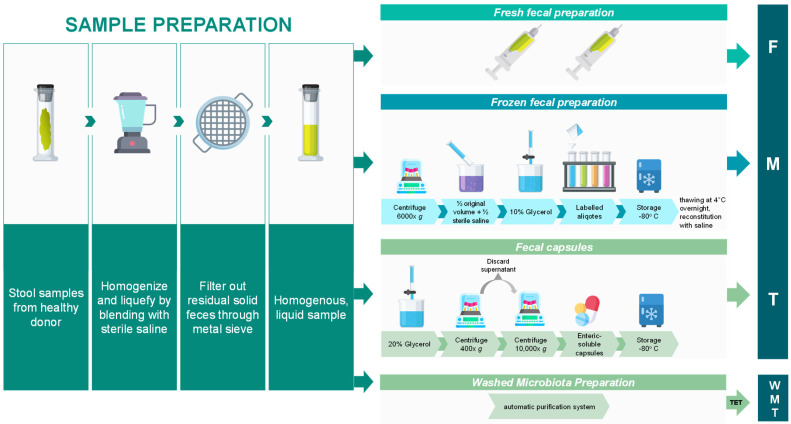 SAMPLE PREPARATION
Stool samples
from healthy
donor
Homogenize
and liquefy by
blending with
sterile saline
Filter out
residual solid
feces through
metal sieve
Homogenous,
liquid sample
Fresh fecal preparation
Frozen fecal preparation
Centrifuge
6000x g
½ original
volume + ½
sterile saline
10% Glycerol
Labelled
aliqotes
Storage
-80° C
thawing at 4°C
overnight,
reconstitution
with saline
Fecal capsules
Discard
supernatant
20% Glycerol
Centrifuge
400x g
Centrifuge
10,000x g
Enteric-
soluble
capsules
Storage
-80° C
Washed Microbiota Preparation
automatic purification system
TET
F
M
T
W
M
T